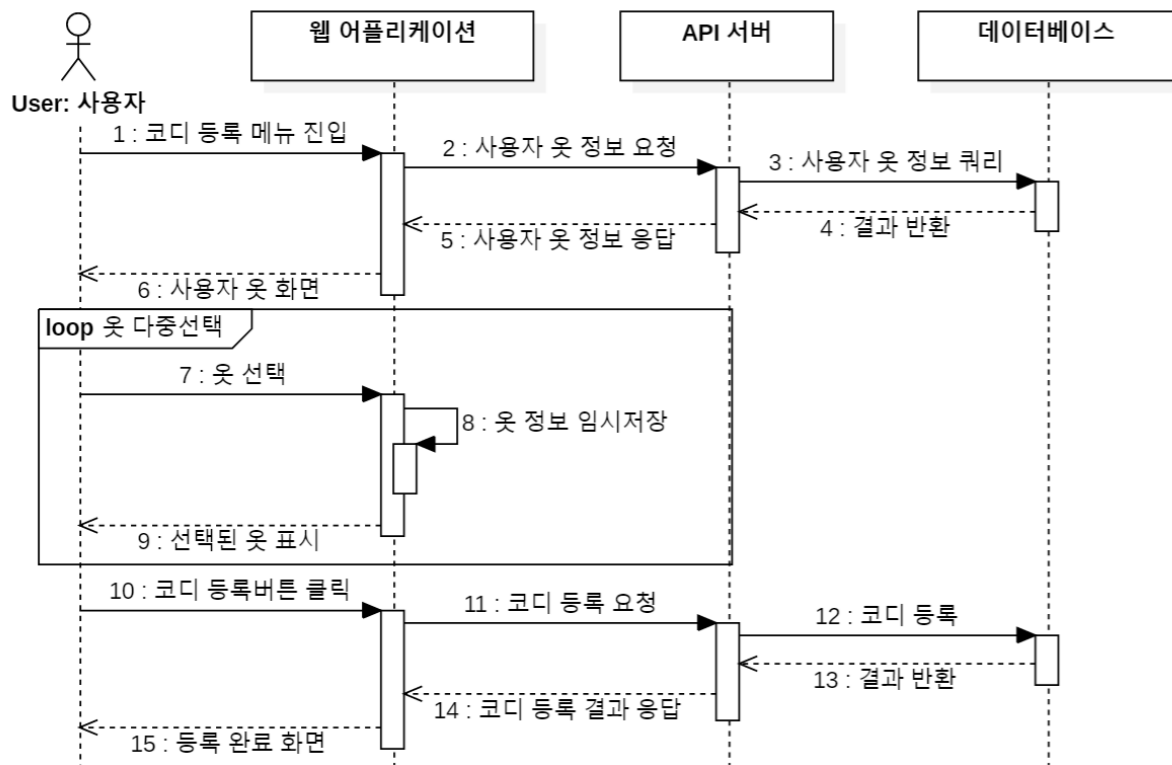 웹 어플리케이션
API 서버
데이터베이스
User: 사용자
1 : 코디 등록 메뉴 진입
2 : 사용자 옷 정보 요청
3 : 사용자 옷 정보 쿼리
4 : 결과 반환
5 : 사용자 옷 정보 응답
6 : 사용자 옷 화면
loop 옷 다중선택
7 : 옷 선택
8 : 옷 정보 임시저장
9 : 선택된 옷 표시
10 : 코디 등록버튼 클릭
11 : 코디 등록 요청
12 : 코디 등록
13 : 결과 반환
14 : 코디 등록 결과 응답
15 : 등록 완료 화면